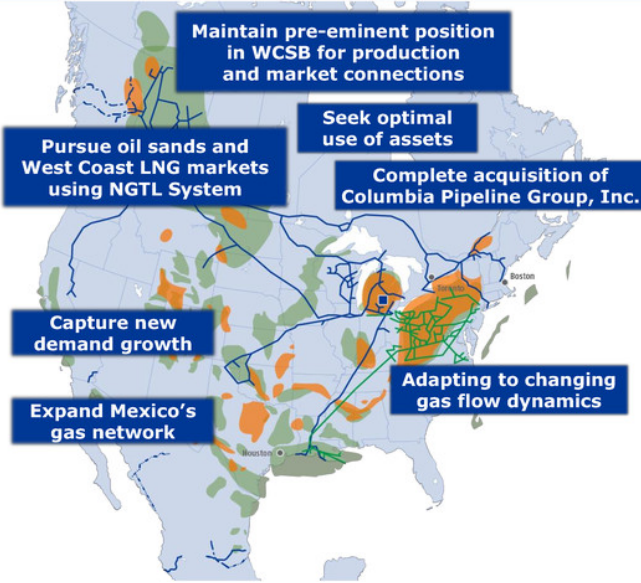 Maintain pre-eminent position
in WCSB for production
and market connections
Seek optimal
use of assets
Pursue oil sands and
West Coast LNG markets
using NGTL System
Complete acquisition of
Columbia Pipeline Group, Inc.
Boston
Toronto
Capture new
demand growth
Adapting to changing
gas flow dynamics
Expand Mexico's
gas network
Houston